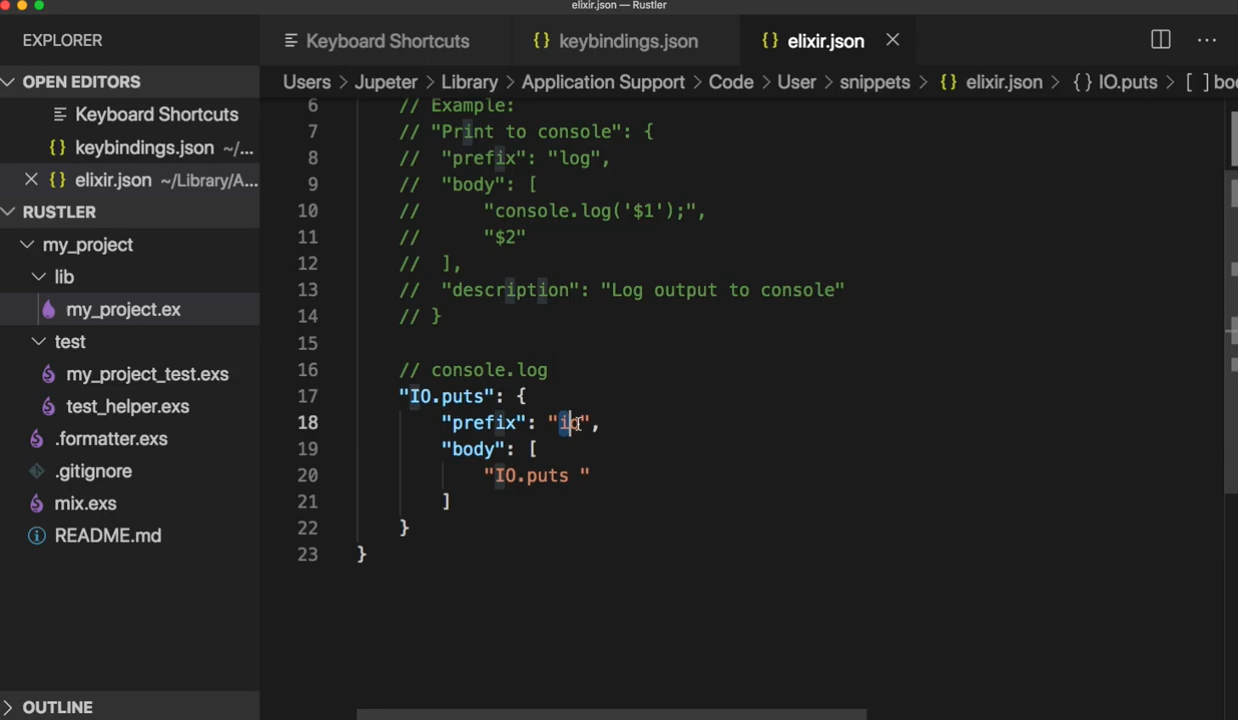 elixir.json — Rustler
EXPLORER
Keyboard Shortcuts
{} keybindings.json
{} elixir.json
OPEN EDITORS
Keyboard Shortcuts
{} keybindings.json ~/...
{} elixir.json ~/Library/A...
RUSTLER
my_project
lib
my_project.ex
test
my_project_test.exs
test_helper.exs
.formatter.exs
.gitignore
mix.exs
README.md
OUTLINE
Users > Jupeter > Library > Application Support > Code > User > snippets > {} elixir.json > {} IO.puts > [ ] boo
6 // Example:
7 // "Print to console": {
8 // "prefix": "log",
9 // "body": [
10 // "console.log('$1');",
11 // "$2"
12 // ],
13 // "description": "Log output to console"
14 // }
15
16 // console.log
17 "IO.puts": {
18 "prefix": "io",
19 "body": [
20 "IO.puts "
21 ]
22 }
23 }